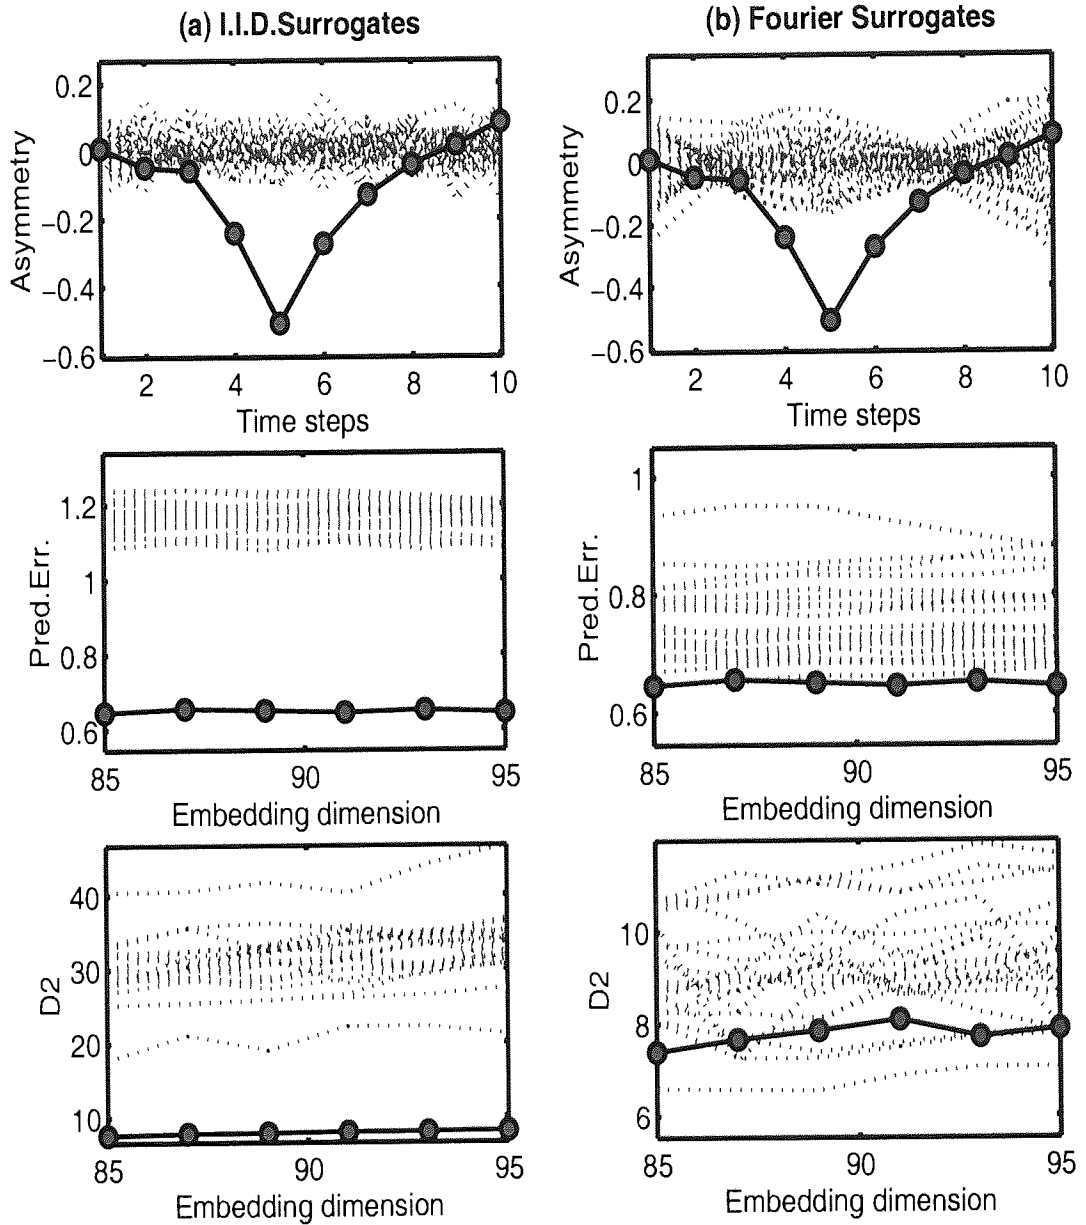 (a) I.I.D.Surrogates
(b) Fourier Surrogates
Asymmetry
0.2
0
−0.2
−0.4
−0.6
2 4 6 8 10
Time steps
Asymmetry
0.2
0
−0.2
−0.4
−0.6
2 4 6 8 10
Time steps
Pred.Err.
1.2
1
0.8
0.6
85 90 95
Embedding dimension
Pred.Err.
1
0.8
0.6
85 90 95
Embedding dimension
D2
40
30
20
10
85 90 95
Embedding dimension
D2
10
8
6
85 90 95
Embedding dimension